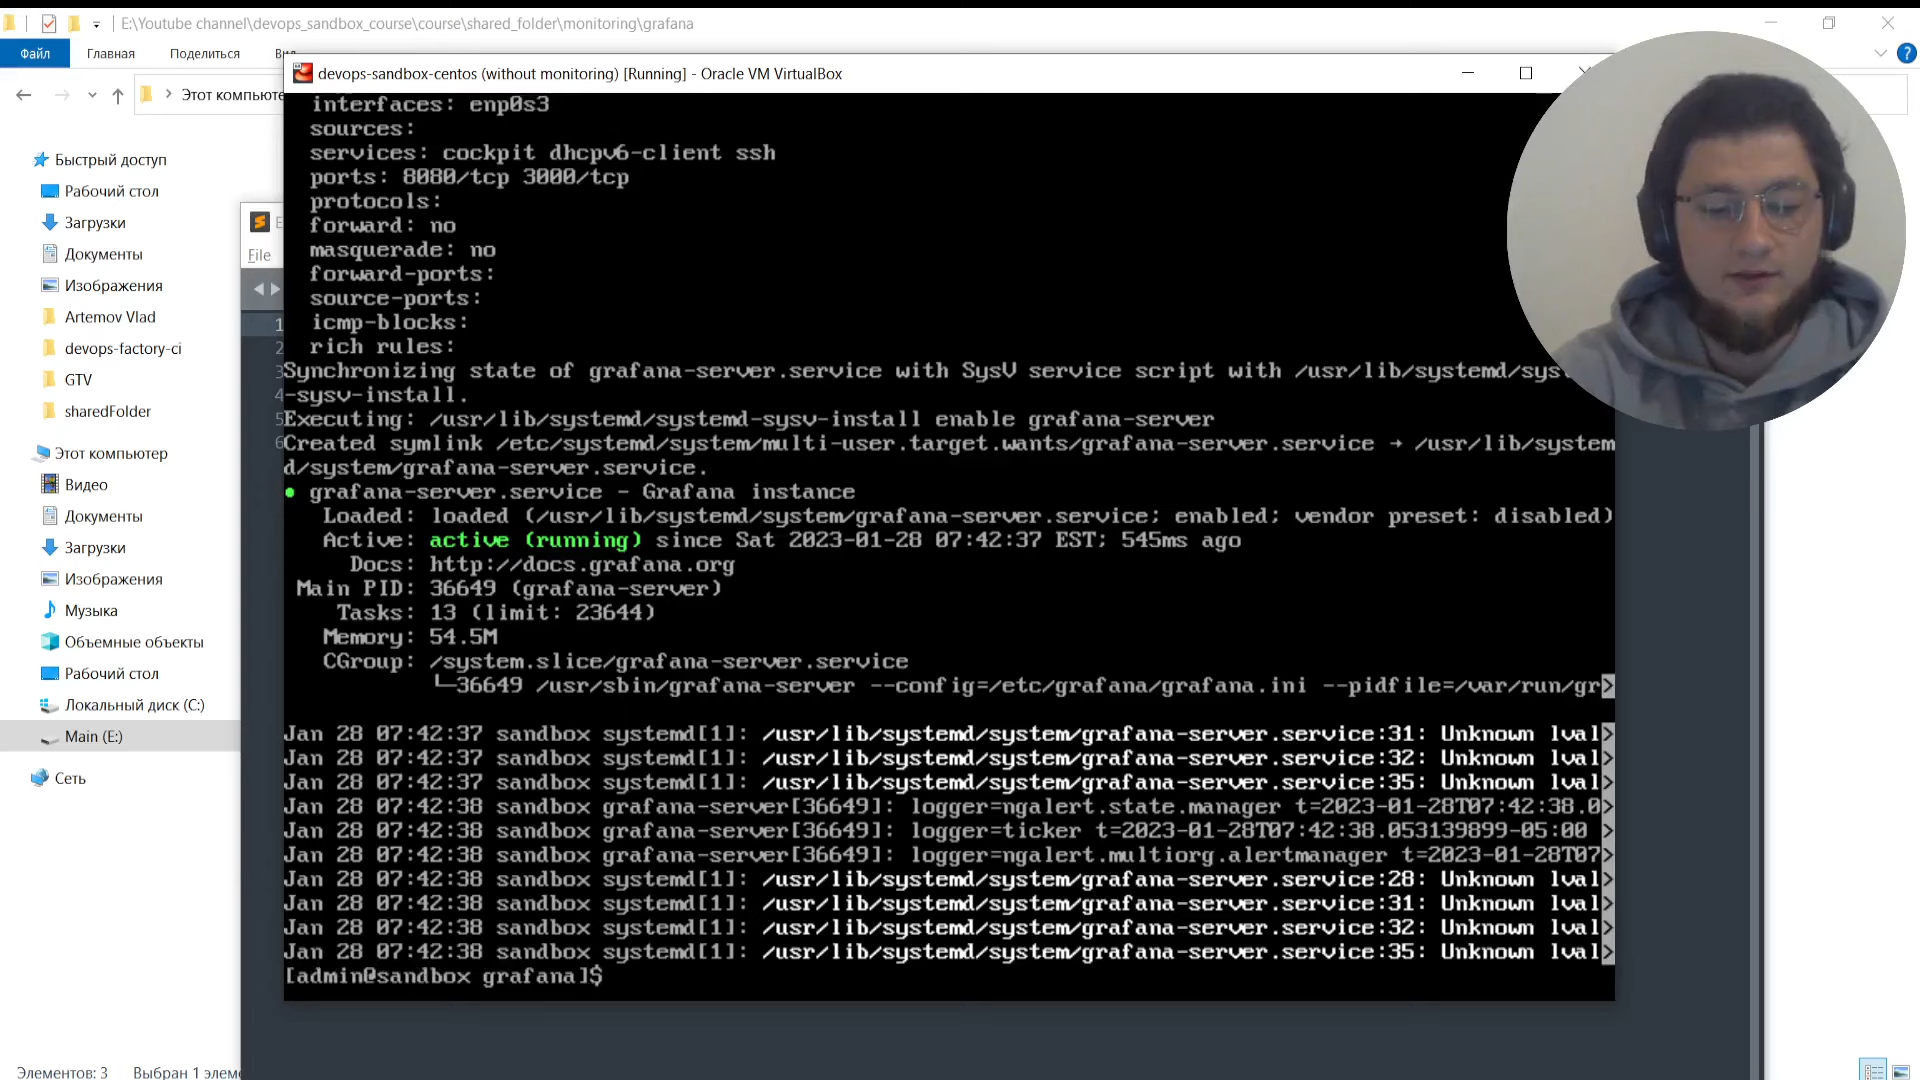 E:\Youtube channel\devops_sandbox_course\course\shared_folder\monitoring\grafana
Файл
Главная
Поделиться
Этот компьюте
devops-sandbox-centos (without monitoring) [Running] - Oracle VM VirtualBox
Быстрый доступ
Рабочий стол
Загрузки
Документы
Изображения
Artemov Vlad
devops-factory-ci
GTV
sharedFolder
Этот компьютер
Видео
Документы
Загрузки
Изображения
Музыка
Объемные объекты
Рабочий стол
Локальный диск (C:)
Main (E:)
Сеть
Элементов: 3
Выбран 1 элеме
File
1
2
3
4
5
6
interfaces: enp0s3
sources:
services: cockpit dhcpv6-client ssh
ports: 8080/tcp 3000/tcp
protocols:
forward: no
masquerade: no
forward-ports:
source-ports:
icmp-blocks:
rich rules:
Synchronizing state of grafana-server.service with SysV service script with /usr/lib/systemd/sys
-sysv-install.
Executing: /usr/lib/systemd/systemd-sysv-install enable grafana-server
Created symlink /etc/systemd/system/multi-user.target.wants/grafana-server.service → /usr/lib/system
d/system/grafana-server.service.
● grafana-server.service - Grafana instance
Loaded: loaded (/usr/lib/systemd/system/grafana-server.service; enabled; vendor preset: disabled)
Active: active (running) since Sat 2023-01-28 07:42:37 EST; 545ms ago
Docs: http://docs.grafana.org
Main PID: 36649 (grafana-server)
Tasks: 13 (limit: 23644)
Memory: 54.5M
CGroup: /system.slice/grafana-server.service
└─36649 /usr/sbin/grafana-server --config=/etc/grafana/grafana.ini --pidfile=/var/run/gr>
Jan 28 07:42:37 sandbox systemd[1]: /usr/lib/systemd/system/grafana-server.service:31: Unknown lval>
Jan 28 07:42:37 sandbox systemd[1]: /usr/lib/systemd/system/grafana-server.service:32: Unknown lval>
Jan 28 07:42:37 sandbox systemd[1]: /usr/lib/systemd/system/grafana-server.service:35: Unknown lval>
Jan 28 07:42:38 sandbox grafana-server[36649]: logger=ngalert.state.manager t=2023-01-28T07:42:38.0>
Jan 28 07:42:38 sandbox grafana-server[36649]: logger=ticker t=2023-01-28T07:42:38.053139899-05:00 >
Jan 28 07:42:38 sandbox grafana-server[36649]: logger=ngalert.multiorg.alertmanager t=2023-01-28T07>
Jan 28 07:42:38 sandbox systemd[1]: /usr/lib/systemd/system/grafana-server.service:28: Unknown lval>
Jan 28 07:42:38 sandbox systemd[1]: /usr/lib/systemd/system/grafana-server.service:31: Unknown lval>
Jan 28 07:42:38 sandbox systemd[1]: /usr/lib/systemd/system/grafana-server.service:32: Unknown lval>
Jan 28 07:42:38 sandbox systemd[1]: /usr/lib/systemd/system/grafana-server.service:35: Unknown lval>
[admin@sandbox grafana]$